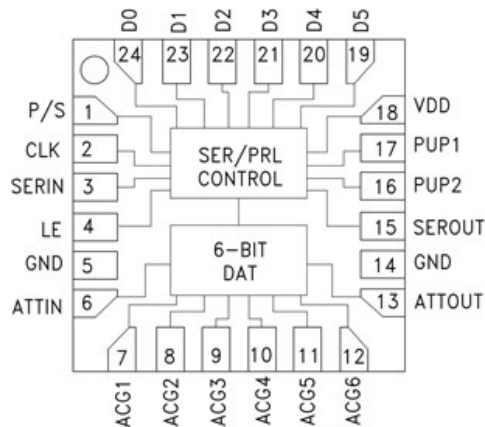 D0
D1
D2
D3
D4
D5
24
23
22
21
20
19
P/S
1
18
VDD
CLK
2
17
PUP1
SERIN
3
16
PUP2
LE
4
15
SEROUT
GND
5
14
GND
ATTIN
6
13
ATTOUT
SER/PRL
CONTROL
6-BIT
DAT
7
8
9
10
11
12
ACG1
ACG2
ACG3
ACG4
ACG5
ACG6